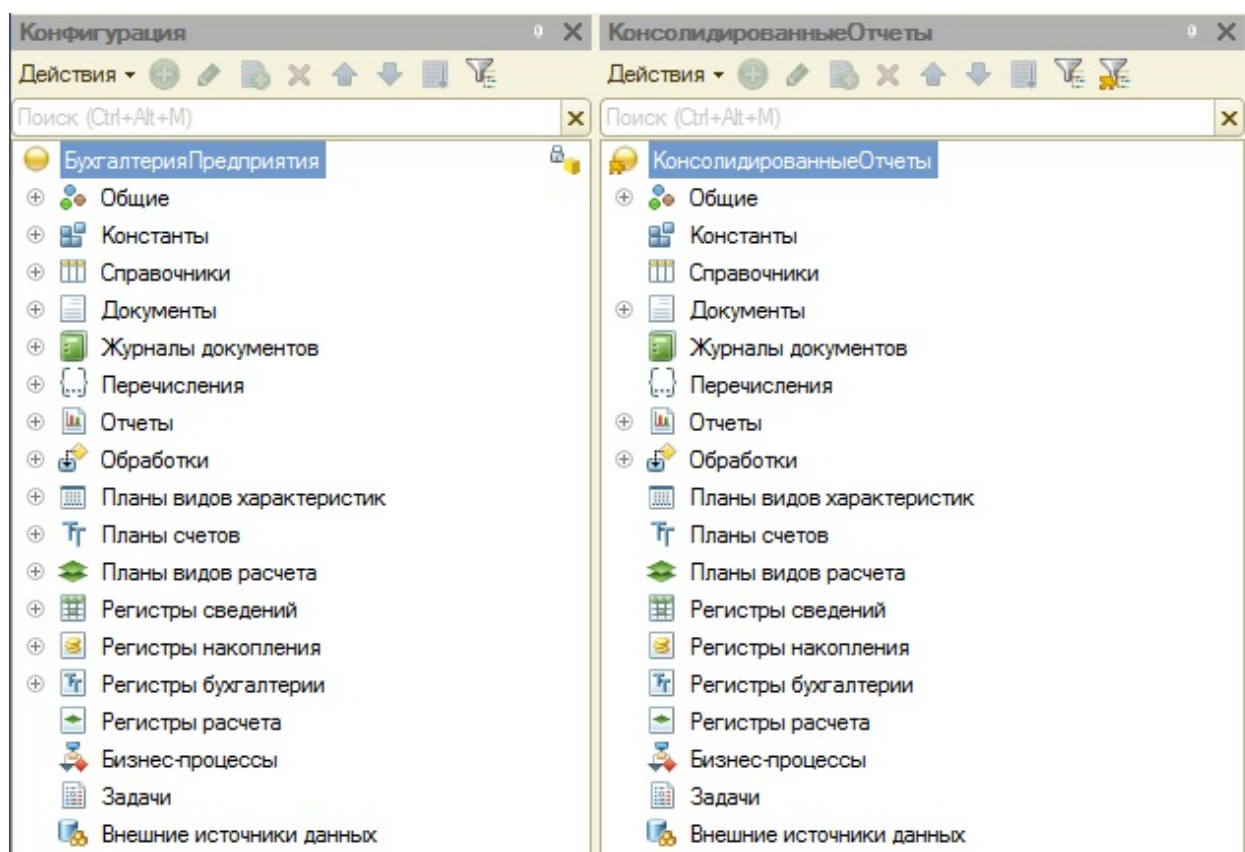 Конфигурация
Действия
Поиск (Ctrl+Alt+M)
БухгалтерияПредприятия
Общие
Константы
Справочники
Документы
Журналы документов
Перечисления
Отчеты
Обработки
Планы видов характеристик
Планы счетов
Планы видов расчета
Регистры сведений
Регистры накопления
Регистры бухгалтерии
Регистры расчета
Бизнес-процессы
Задачи
Внешние источники данных
КонсолидированныеОтчеты
Действия
Поиск (Ctrl+Alt+M)
КонсолидированныеОтчеты
Общие
Константы
Справочники
Документы
Журналы документов
Перечисления
Отчеты
Обработки
Планы видов характеристик
Планы счетов
Планы видов расчета
Регистры сведений
Регистры накопления
Регистры бухгалтерии
Регистры расчета
Бизнес-процессы
Задачи
Внешние источники данных